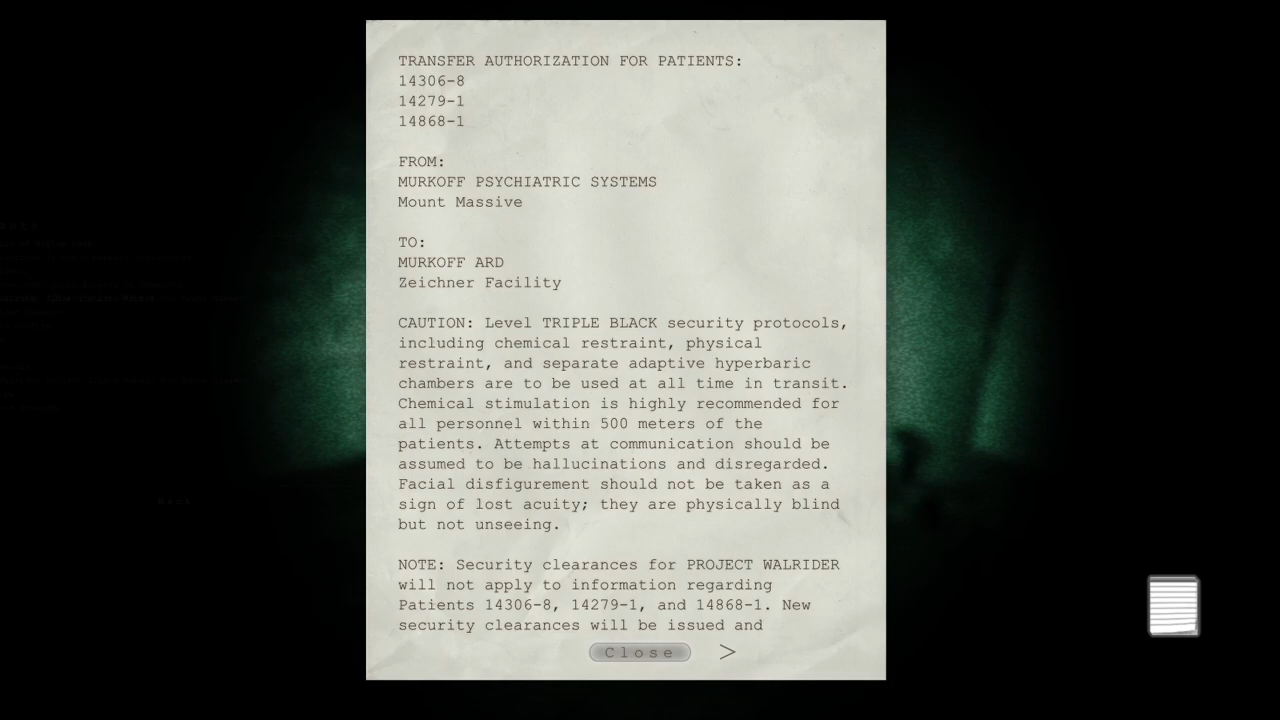 TRANSFER AUTHORIZATION FOR PATIENTS:
14306-8
14279-1
14868-1
FROM:
MURKOFF PSYCHIATRIC SYSTEMS
Mount Massive
TO:
MURKOFF ARD
Zeichner Facility
CAUTION: Level TRIPLE BLACK security protocols,
including chemical restraint, physical
restraint, and separate adaptive hyperbaric
chambers are to be used at all time in transit.
Chemical stimulation is highly recommended for
all personnel within 500 meters of the
patients. Attempts at communication should be
assumed to be hallucinations and disregarded.
Facial disfigurement should not be taken as a
sign of lost acuity; they are physically blind
but not unseeing.
NOTE: Security clearances for PROJECT WALRIDER
will not apply to information regarding
Patients 14306-8, 14279-1, and 14868-1. New
security clearances will be issued and
Close >
Back